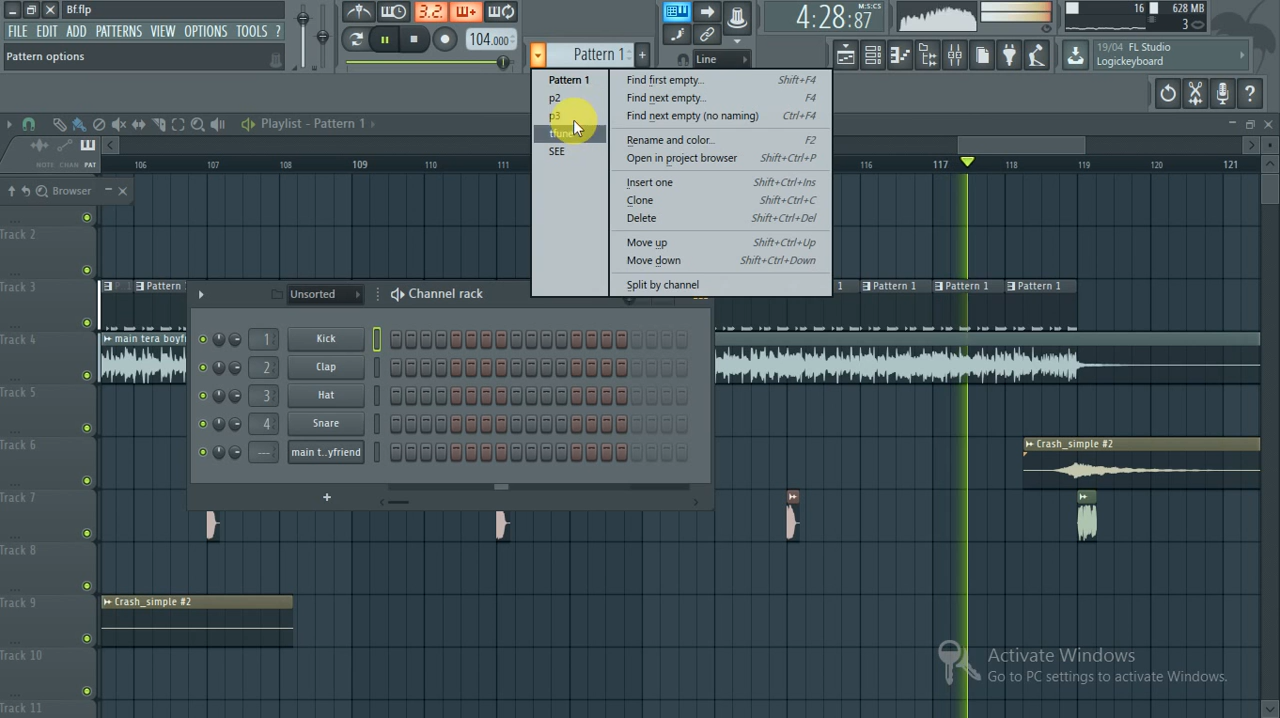 Bf.flp
FILE EDIT ADD PATTERNS VIEW OPTIONS TOOLS ?
Pattern options
3.2.
104.000
Pattern 1
+
4:28:87
M:S:CS
Line
16
628 MB
3
19/04 FL Studio
Logickeyboard
?
Pattern 1
p2
p3
SEE
Find first empty... Shift+F4
Find next empty... F4
Find next empty (no naming) Ctrl+F4
Rename and color... F2
Open in project browser Shift+Ctrl+P
Insert one Shift+Ctrl+Ins
Clone Shift+Ctrl+C
Delete Shift+Ctrl+Del
Move up Shift+Ctrl+Up
Move down Shift+Ctrl+Down
Split by channel
Playlist - Pattern 1
NOTE CHAN PAT
106 107 108 109 110 111 116 117 118 119 120 121
Browser
Track 2
Track 3
Pattern 1
1
Pattern 1
Pattern 1
Pattern 1
Track 4
main tera boyfr
Track 5
Track 6
Crash_simple #2
Track 7
Track 8
Track 9
Crash_simple #2
Track 10
Track 11
Unsorted
Channel rack
1 Kick
2 Clap
3 Hat
4 Snare
--- main t..yfriend
+
Activate Windows
Go to PC settings to activate Windows.